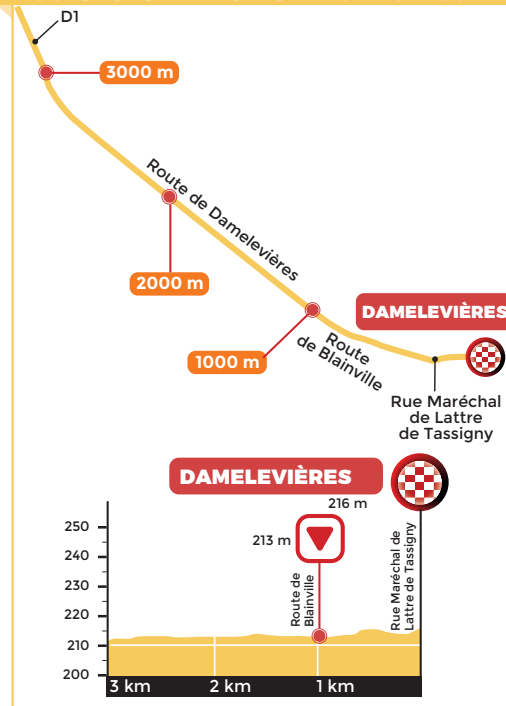 D1
3000 m
Route de Damelevières
2000 m
DAMELEVIÈRES
1000 m
Route
de Blainville
Rue Maréchal
de Lattre
de Tassigny
DAMELEVIÈRES
216 m
213 m
Route de
Blainville
Rue Maréchal de
Lattre de Tassigny
250
240
230
220
210
200
3 km
2 km
1 km